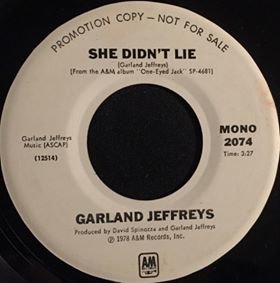 PROMOTION COPY - NOT FOR SALE
SHE DIDN'T LIE
(Garland Jeffreys)
[From the A&M album "One-Eyed Jack" SP-4681]
Garland Jeffreys
Music [ASCAP]
(12514)
MONO
2074
Time: 3:27
GARLAND JEFFREYS
Produced by David Spinozza and Garland Jeffreys
℗ 1978 A&M Records, Inc.
A&M